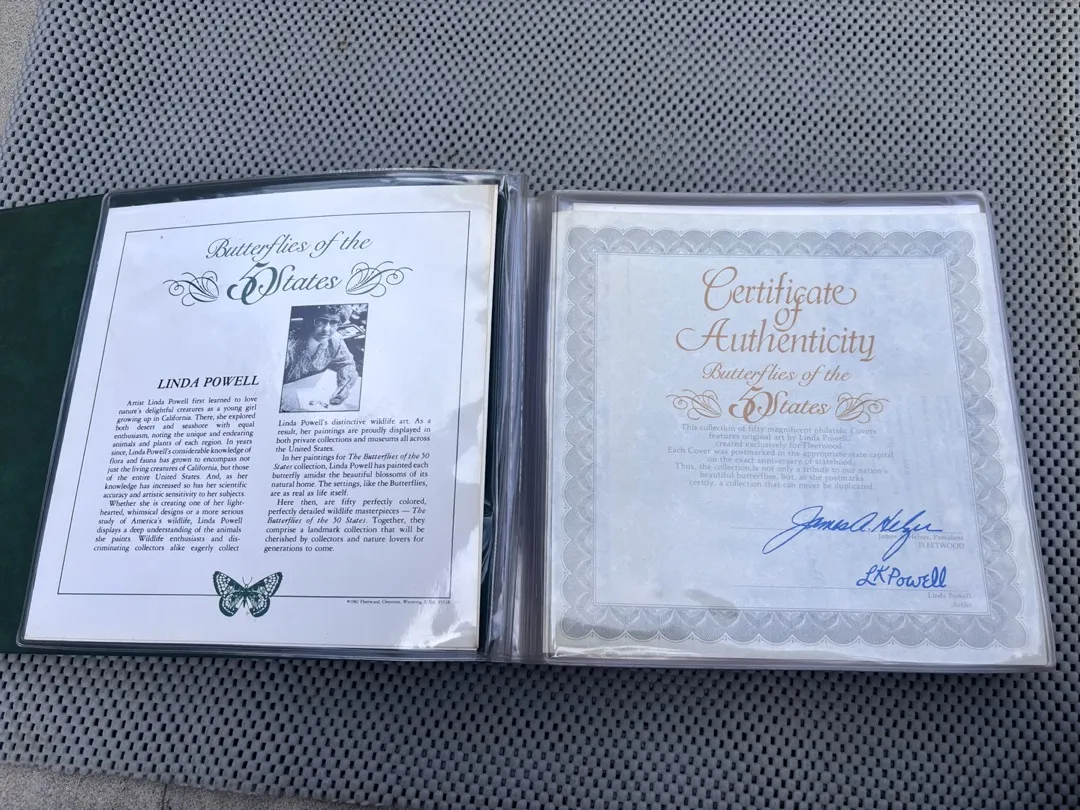 Butterflies of the
50 States
LINDA POWELL
Artist Linda Powell first learned to love
nature's delightful creatures as a young girl
growing up in California. There, she explored
both desert and seashore with equal
enthusiasm, noting the unique and endearing
animals and plants of each region. In years
since, Linda Powell's considerable knowledge of
flora and fauna has grown to encompass not
just the living creatures of California, but those
of the entire United States. And, as her
knowledge has increased so has her scientific
accuracy and artistic sensitivity to her subjects.
Whether she is creating one of her light-
hearted, whimsical designs or a more serious
study of America's wildlife, Linda Powell
displays a deep understanding of the animals
she paints. Wildlife enthusiasts and dis-
criminating collectors alike eagerly collect
Linda Powell's distinctive wildlife art. As a
result, her paintings are proudly displayed in
both private collections and museums all across
the United States.
In her paintings for The Butterflies of the 50
States collection, Linda Powell has painted each
butterfly amidst the beautiful blossoms of its
natural home. The settings, like the Butterflies,
are as real as life itself.
Here then, are fifty perfectly colored,
perfectly detailed wildlife masterpieces — The
Butterflies of the 50 States. Together, they
comprise a landmark collection that will be
cherished by collectors and nature lovers for
generations to come.
©1982 Fleetwood, Cheyenne, Wyoming, U.S.A.
Certificate
of
Authenticity
Butterflies of the
50 States
This collection of fifty magnificent philatelic Covers
features original art by Linda Powell,
created exclusively for Fleetwood.
Each Cover was postmarked in the appropriate state capital
on the exact anniversary of statehood.
Thus, the collection is not only a tribute to our nation's
beautiful butterflies, but, as the postmarks
certify, a collection that can never be duplicated.
James A. Helzer
James A. Helzer, President
FLEETWOOD
LKPowell
Linda Powell
Artist